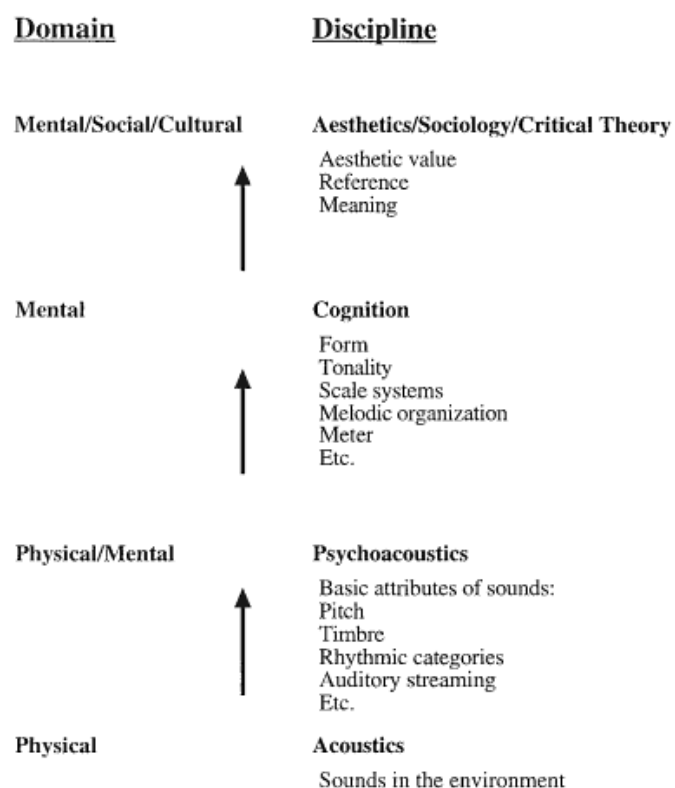 Domain Discipline
Mental/Social/Cultural Aesthetics/Sociology/Critical Theory
Aesthetic value
Reference
Meaning
Mental Cognition
Form
Tonality
Scale systems
Melodic organization
Meter
Etc.
Physical/Mental Psychoacoustics
Basic attributes of sounds:
Pitch
Timbre
Rhythmic categories
Auditory streaming
Etc.
Physical Acoustics
Sounds in the environment